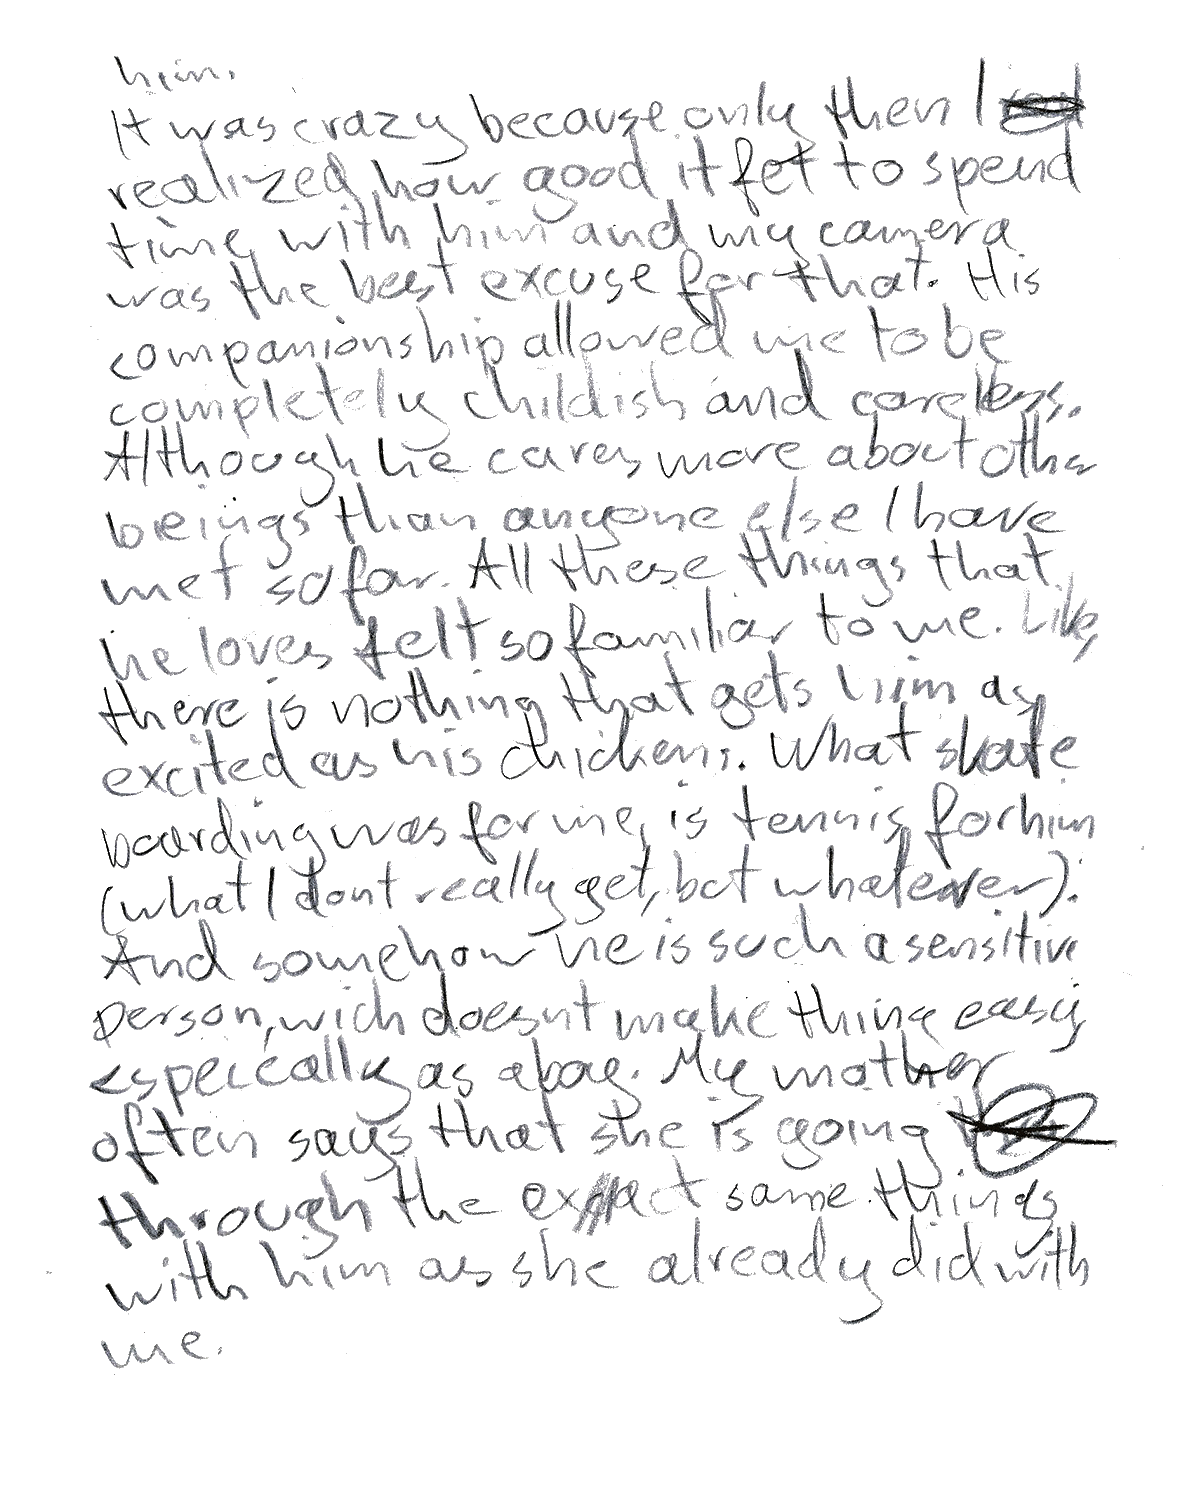 him.
It was crazy because only then I
realized how good it fet to spend
time with him and my camera
was the best excuse for that. His
companionship allowed me to be
completely childish and careless.
Although he cares more about other
beings than anyone else I have
met so far. All these things that
he loves felt so familiar to me. Like,
there is nothing that gets him as
excited as his chickens. What skate
boarding was for me, is tennis for him
(what I dont really get, but whatever).
And somehow he is such a sensitive
person, wich doesnt make thing easy
especially as a boy. My mother
often says that she is going
through the exact same things
with him as she already did with
me.